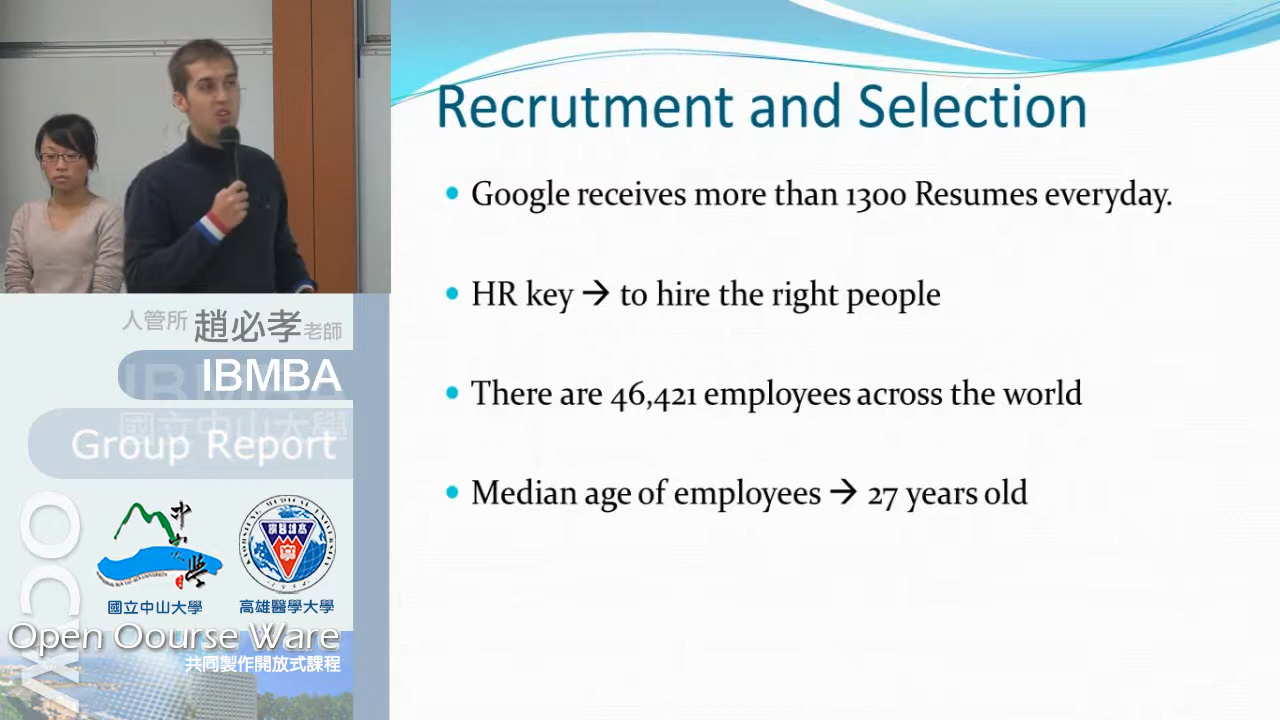 Recrutment and Selection
Google receives more than 1300 Resumes everyday.
HR key → to hire the right people
There are 46,421 employees across the world
Median age of employees → 27 years old
人管所 趙必孝 老師
IBMBA
國立中山大學
Group Report
OCW
國立中山大學
高雄醫學大學
Open Oourse Ware
共同製作開放式課程